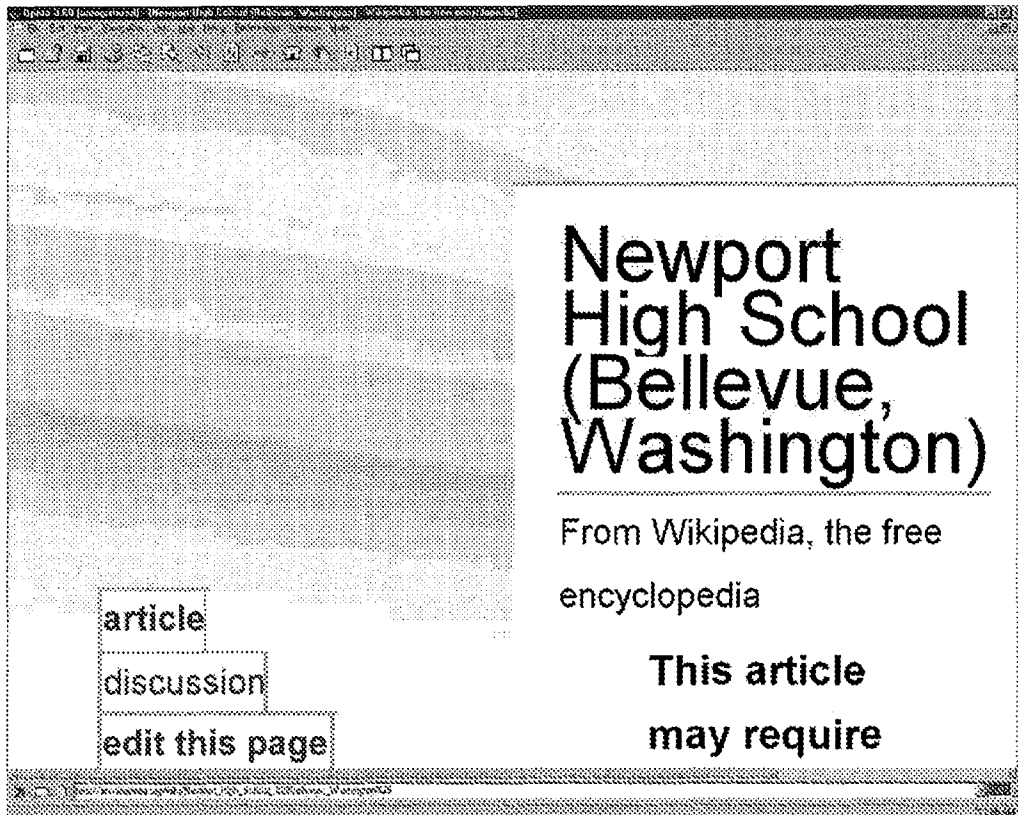 Newport
High School
(Bellevue,
Washington)
From Wikipedia, the free
encyclopedia
This article
may require
article
discussion
edit this page